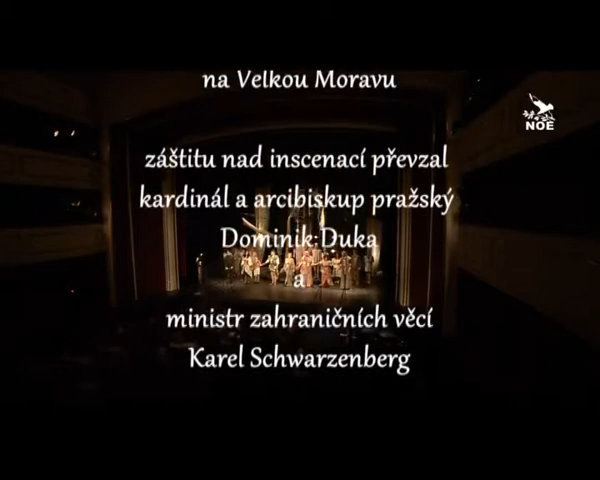 na Velkou Moravu
NOE
záštitu nad inscenací převzal
kardinál a arcibiskup pražský
Dominik Duka
a
ministr zahraničních věcí
Karel Schwarzenberg